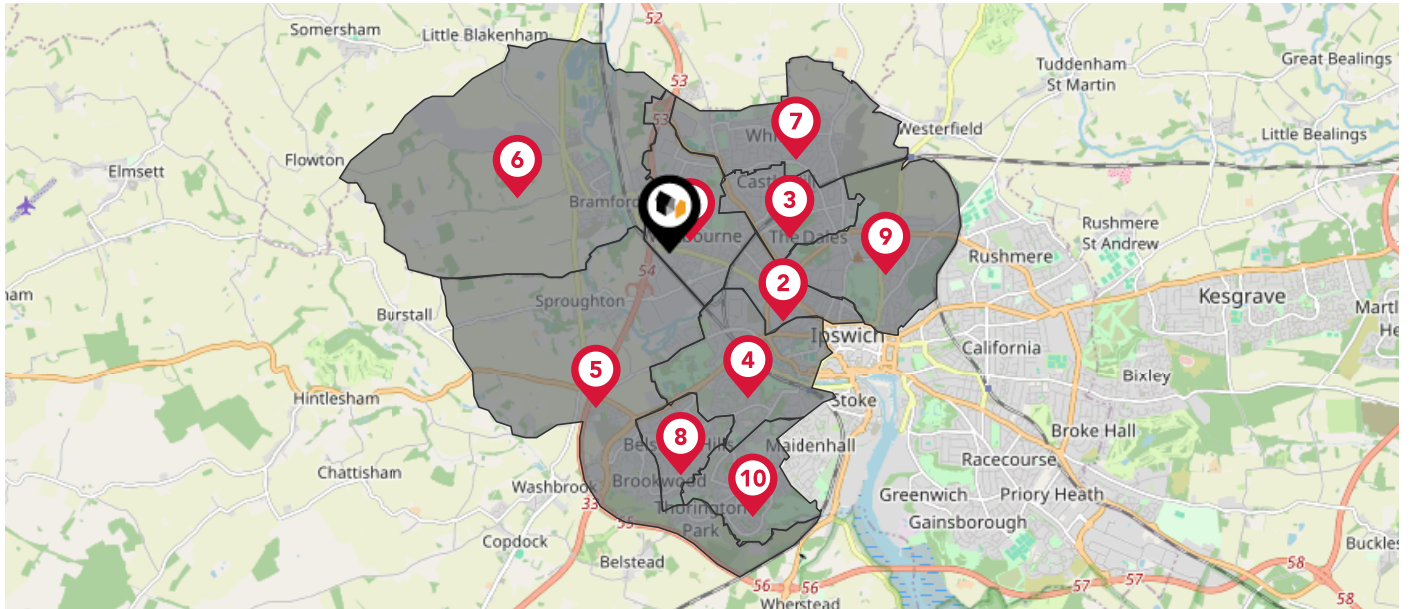 52
Somersham
Little Blakenham
53
Tuddenham
St Martin
Great Bealings
53
7
Westerfield
Little Bealings
Flowton
6
Elmsett
Bramford
3
Rushmere
St Andrew
The Dales
9
Rushmere
54
2
Sproughton
Kesgrave
Burstall
Ipswich
California
4
5
Bixley
Hintlesham
Stoke
Broke Hall
8
Maidenhall
Racecourse
Chattisham
10
Brookwood
Washbrook
Greenwich
Priory Heath
33
Thorington
Park
55
Gainsborough
Copdock
Belstead
58
56
56
57
57
58
Wherstead